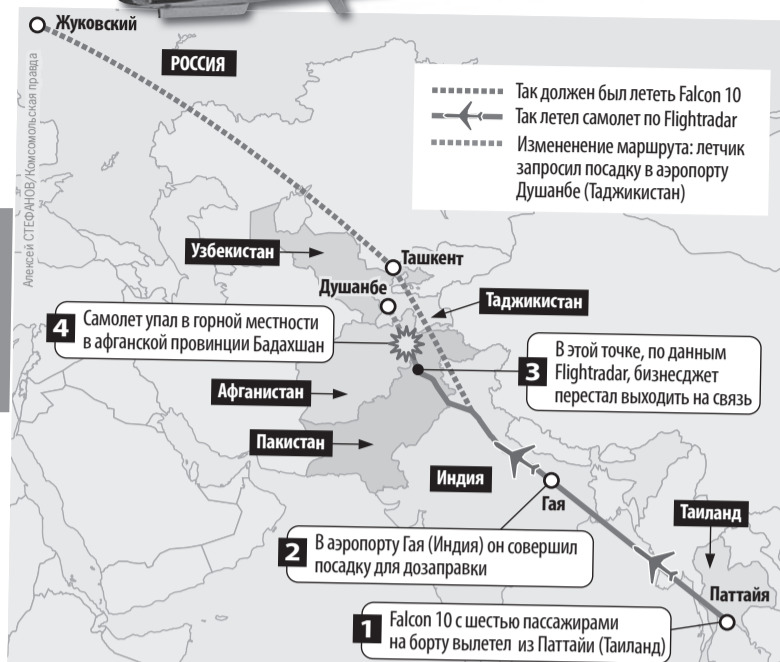 Жуковский
РОССИЯ
Так должен был лететь Falcon 10
Так летел самолет по Flightradar
Измененение маршрута: летчик
запросил посадку в аэропорту
Душанбе (Таджикистан)
Алексей СТЕФАНОВ/Комсомольская правда
Узбекистан
Ташкент
Душанбе
Таджикистан
4 Самолет упал в горной местности
в афганской провинции Бадахшан
3 В этой точке, по данным
Flightradar, бизнесджет
перестал выходить на связь
Афганистан
Пакистан
Индия
Гая
Таиланд
2 В аэропорту Гая (Индия) он совершил
посадку для дозаправки
Паттайя
1 Falcon 10 с шестью пассажирами
на борту вылетел из Паттайи (Таиланд)